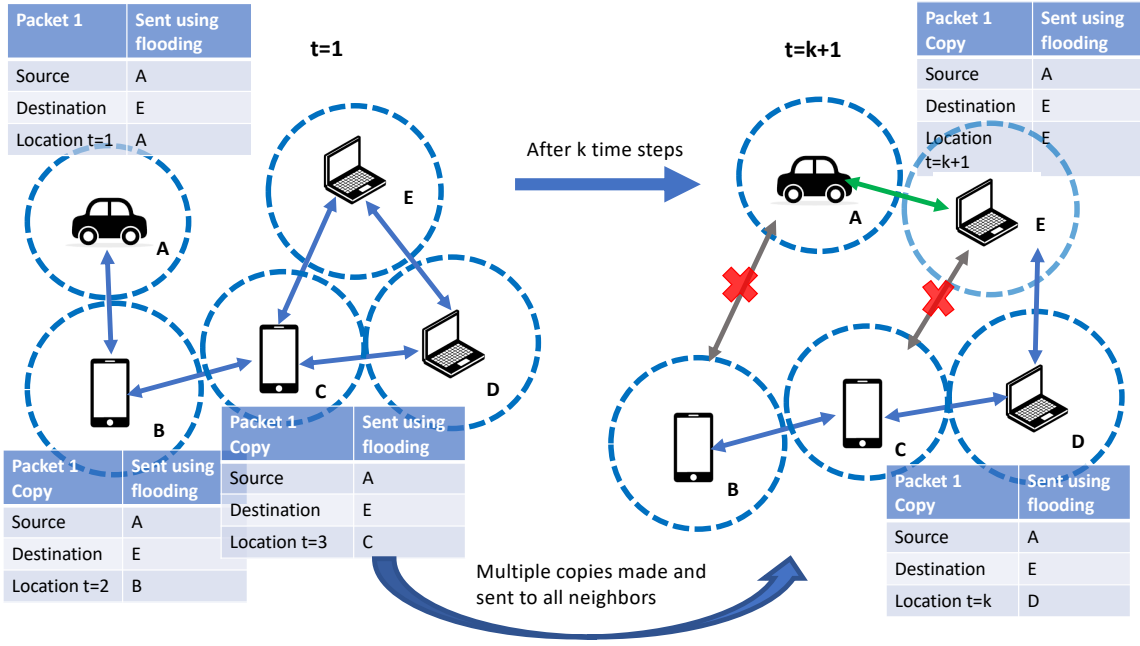 Packet 1 Sent using
flooding
Source A
Destination E
Location t=1 A
t=1
t=k+1
Packet 1 Sent using
Copy flooding
Source A
Destination E
Location E
t=k+1
After k time steps
A
E
B
C
D
A
E
B
C
D
Packet 1 Sent using
Copy flooding
Source A
Destination E
Location t=2 B
Packet 1 Sent using
Copy flooding
Source A
Destination E
Location t=3 C
Multiple copies made and
sent to all neighbors
Packet 1 Sent using
Copy flooding
Source A
Destination E
Location t=k D